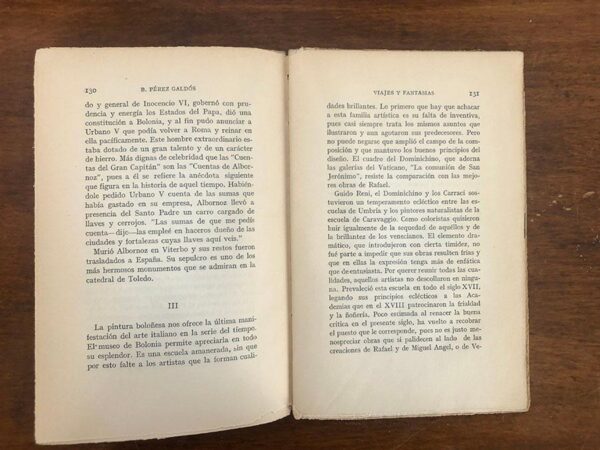 130 B. PÉREZ GALDÓS
do y general de Inocencio VI, gobernó con pru-
dencia y energía los Estados del Papa, dió una
constitución a Bolonia, y al fin pudo anunciar a
Urbano V que podía volver a Roma y reinar en
ella pacíficamente. Este hombre extraordinario es-
taba dotado de un gran talento y de un carácter
de hierro. Más dignas de celebridad que las "Cuen-
tas del Gran Capitán" son las "Cuentas de Albor-
noz", pues a él se refiere la anécdota siguiente
que figura en la historia de aquel tiempo. Habién-
dole pedido Urbano V cuenta de las sumas que
había gastado en su empresa, Albornoz llevó a
presencia del Santo Padre un carro cargado de
llaves y cerrojos. "Las sumas de que me pedís
cuenta—dije—las empleé en haceros dueño de las
ciudades y fortalezas cuyas llaves aquí veis."
Murió Albornoz en Viterbo y sus restos fueron
trasladados a España. Su sepulcro es uno de los
más hermosos monumentos que se admiran en la
catedral de Toledo.
III
La pintura boloñesa nos ofrece la última mani-
festación del arte italiano en la serie del tiempo.
El museo de Bolonia permite apreciarla en todo
su esplendor. Es una escuela amanerada, sin que
por esto falte a los artistas que la forman cuali-
VIAJES Y FANTASIAS 131
dades brillantes. Le primero que hay que achacar
a esta familia artística es su falta de inventiva,
pues casi siempre trata los mismos asuntos que
ilustraron y aun agotaron sus predecesores. Pero
no puede negarse que amplió el campo de la com-
posición y que mantuvo los buenos principios del
diseño. El cuadro del Dominichino, que adorna
las galerías del Vaticano, "La comunión de San
Jerónimo", resiste la comparación con las mejo-
res obras de Rafael.
Guido Reni, el Dominichino y los Carraci sos-
tuvieron un temperamento ecléctico entre las es-
cuelas de Umbría y los pintores naturalistas de la
escuela de Caravaggio. Como coloristas quisieron
huir igualmente de la sequedad de aquéllos y de
la brillantez de los venecianos. El elemento dra-
mático, que introdujeron con cierta timidez, no
fué parte a impedir que sus obras resulten frías y
que en ellas la expresión tenga más de enfática
que de entusiasta. Por querer reunir todas las cua-
lidades, aquellos artistas no descollaron en ningu-
na. Prevaleció esta escuela en todo el siglo XVII,
legando sus principios eclécticos a las Aca-
demias que en el XVIII patrocinaron la frialdad
y la ñoñería. Poco estimada al renacer la buena
crítica en el presente siglo, ha vuelto a recobrar
el puesto que le corresponde, pues no es justo me-
nospreciar obras que si palidecen al lado de las
creaciones de Rafael y de Miguel Angel, o de Ve-